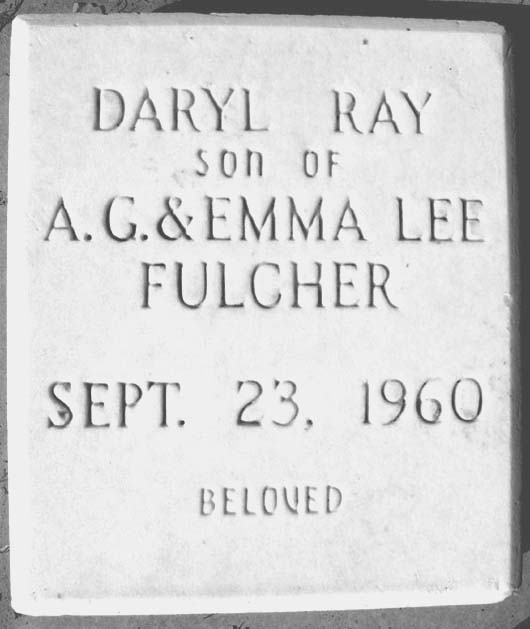 DARYL RAY
SON OF
A.G.&EMMA LEE
FULCHER
SEPT. 23, 1960
BELOVED